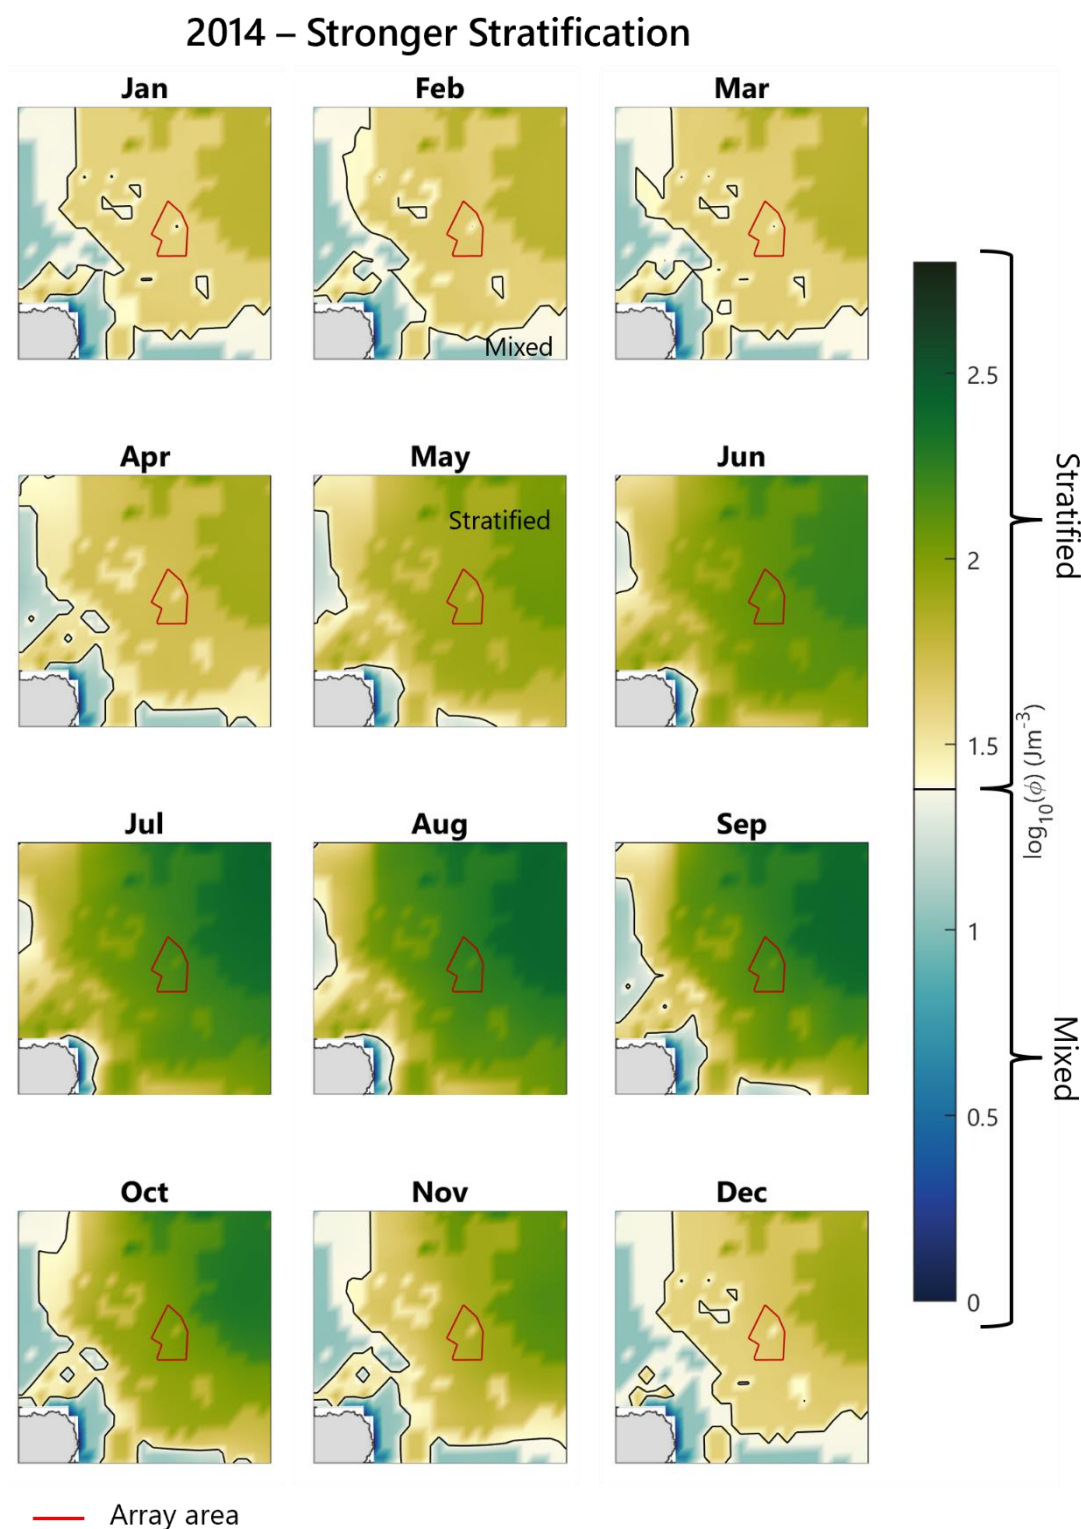 2014 – Stronger Stratification
Jan
Feb
Mar
Mixed
Apr
May
Jun
Stratified
Jul
Aug
Sep
Oct
Nov
Dec
2.5
2
1.5
1
0.5
0
Stratified
log10(ϕ) (Jm-3)
Mixed
Array area